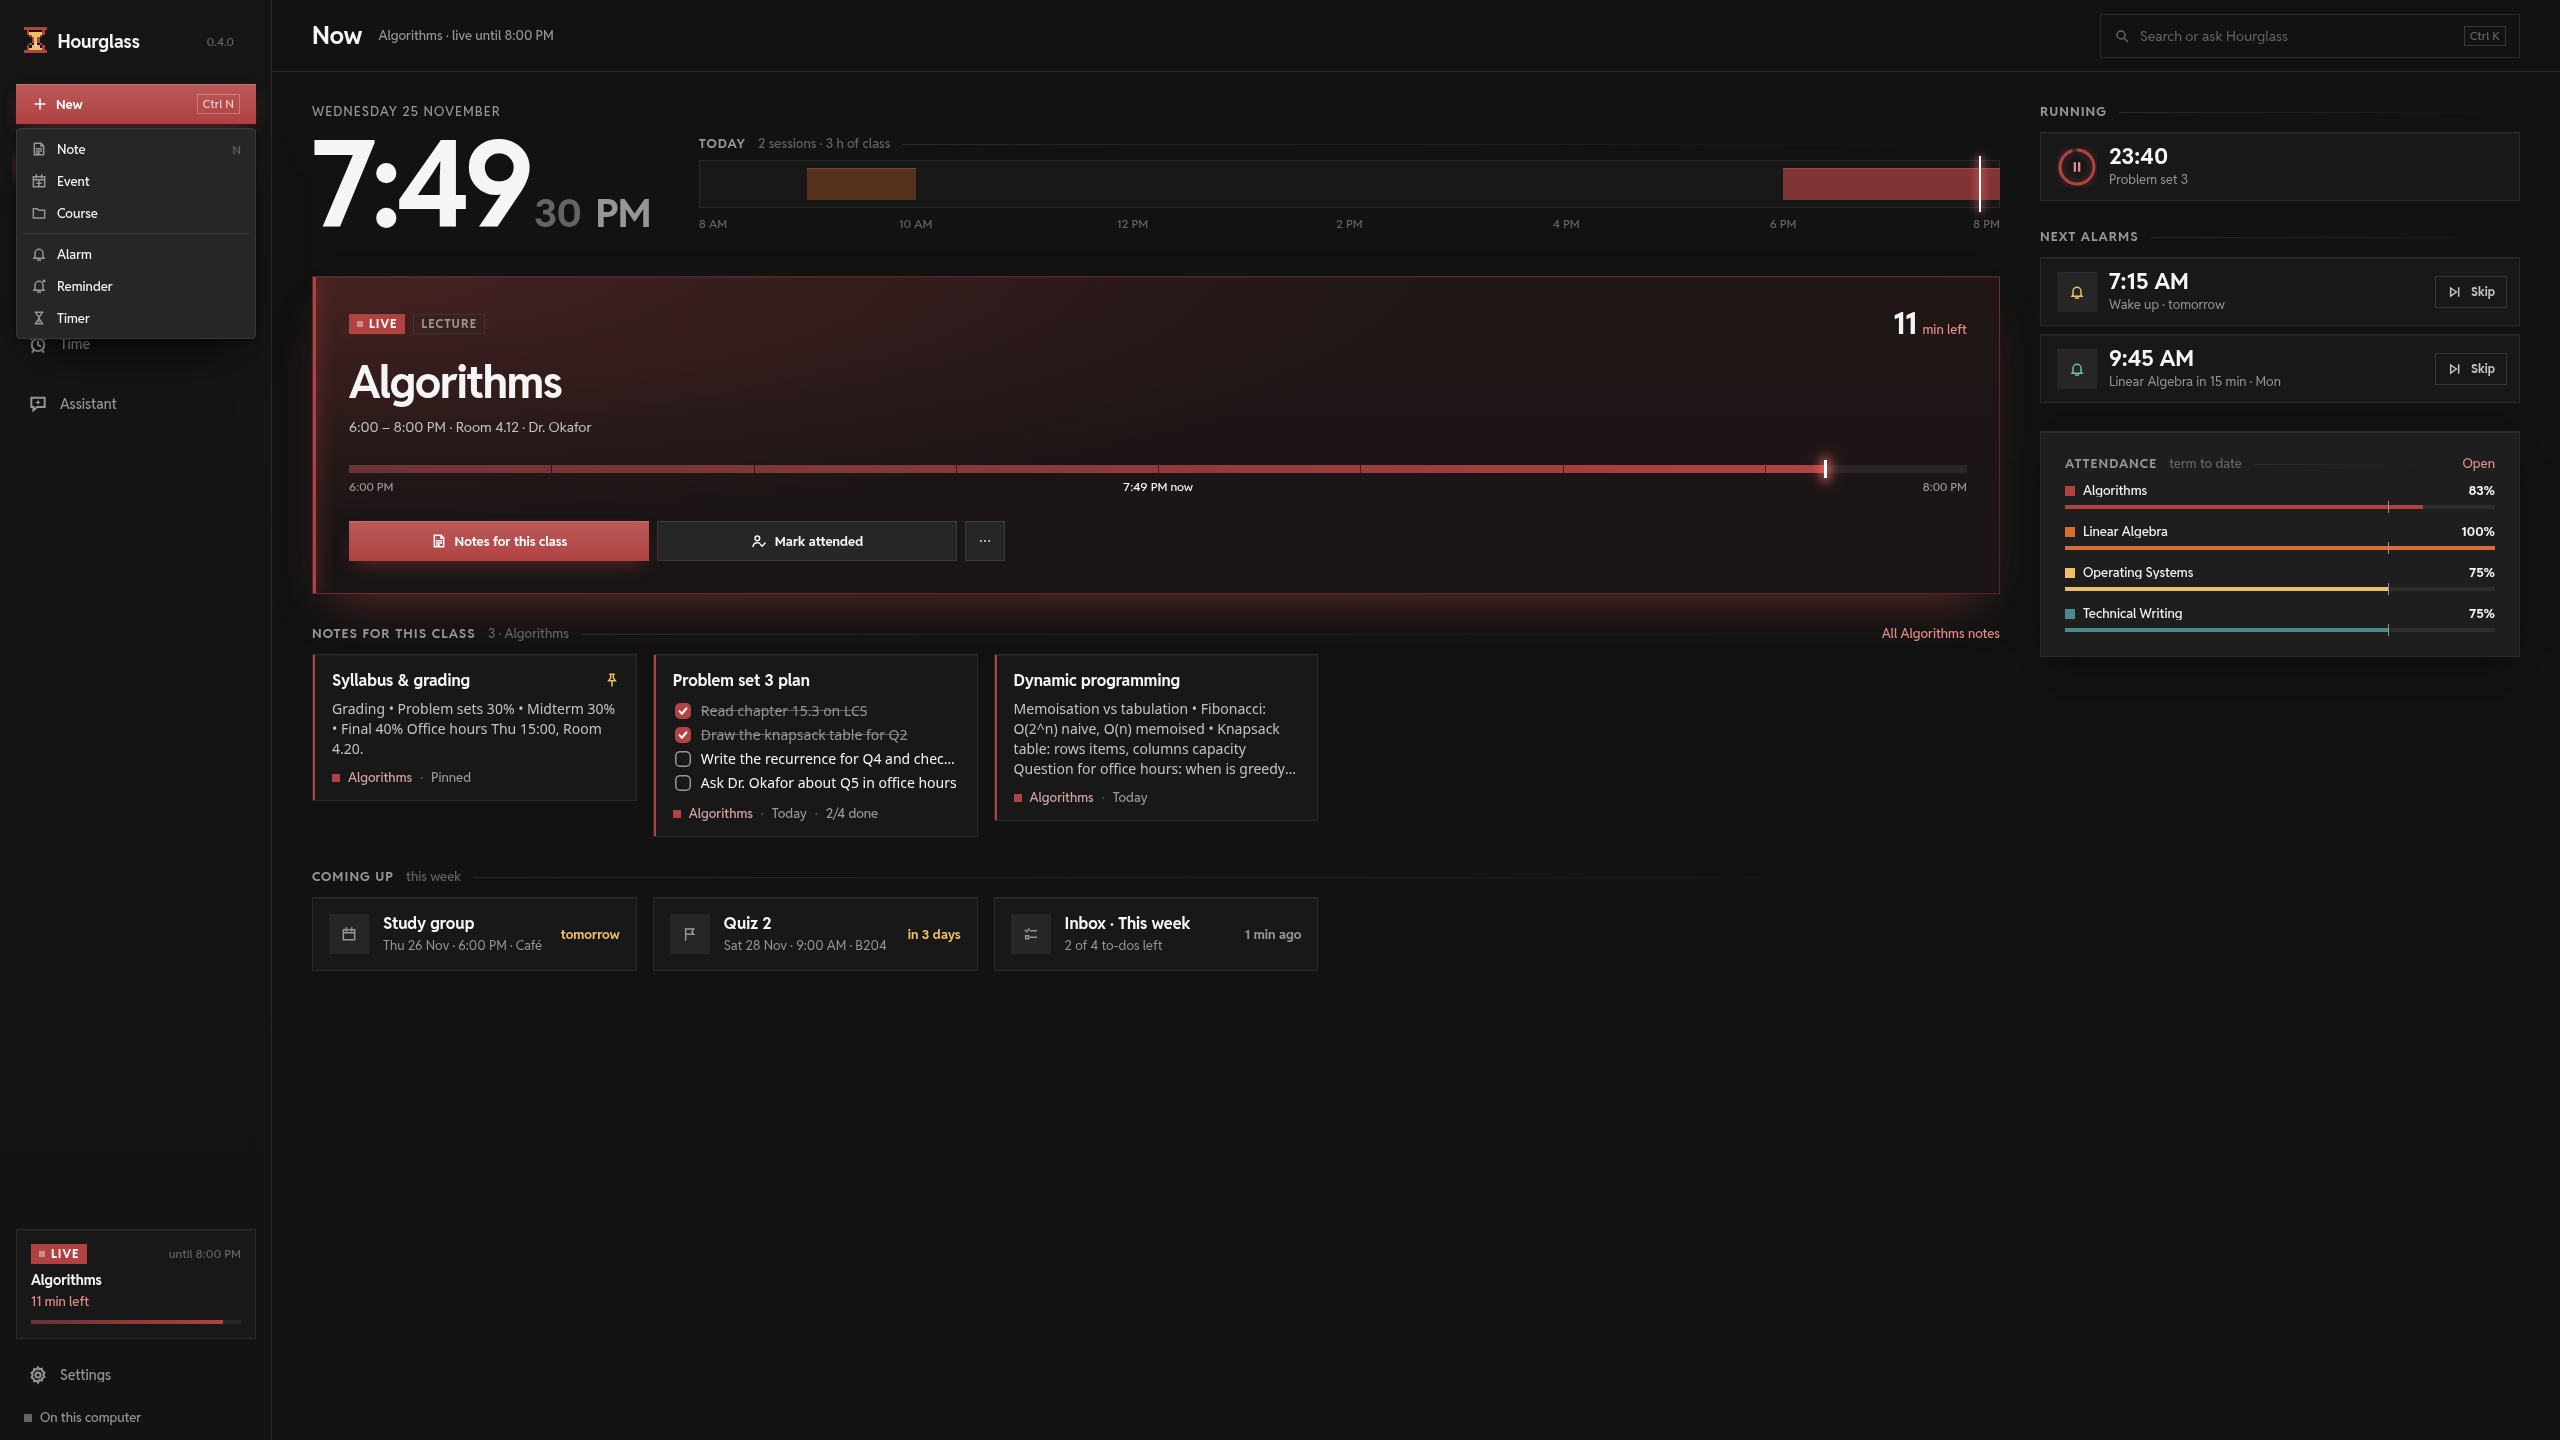 Hourglass
0.4.0
New
Ctrl N
Note
N
Event
Course
Alarm
Reminder
Timer
Time
Assistant
LIVE
until 8:00 PM
Algorithms
11 min left
Settings
On this computer
Now
Algorithms · live until 8:00 PM
Search or ask Hourglass
Ctrl K
WEDNESDAY 25 NOVEMBER
7:49 30 PM
TODAY
2 sessions · 3 h of class
8 AM
10 AM
12 PM
2 PM
4 PM
6 PM
8 PM
LIVE
LECTURE
11 min left
Algorithms
6:00 – 8:00 PM · Room 4.12 · Dr. Okafor
6:00 PM
7:49 PM now
8:00 PM
Notes for this class
Mark attended
NOTES FOR THIS CLASS
3 · Algorithms
All Algorithms notes
Syllabus & grading
Grading • Problem sets 30% • Midterm 30%
• Final 40% Office hours Thu 15:00, Room
4.20.
Algorithms · Pinned
Problem set 3 plan
Read chapter 15.3 on LCS
Draw the knapsack table for Q2
Write the recurrence for Q4 and chec...
Ask Dr. Okafor about Q5 in office hours
Algorithms · Today · 2/4 done
Dynamic programming
Memoisation vs tabulation • Fibonacci:
O(2^n) naive, O(n) memoised • Knapsack
table: rows items, columns capacity
Question for office hours: when is greedy...
Algorithms · Today
COMING UP
this week
Study group
Thu 26 Nov · 6:00 PM · Café
tomorrow
Quiz 2
Sat 28 Nov · 9:00 AM · B204
in 3 days
Inbox · This week
2 of 4 to-dos left
1 min ago
RUNNING
23:40
Problem set 3
NEXT ALARMS
7:15 AM
Wake up · tomorrow
Skip
9:45 AM
Linear Algebra in 15 min · Mon
Skip
ATTENDANCE
term to date
Open
Algorithms
83%
Linear Algebra
100%
Operating Systems
75%
Technical Writing
75%